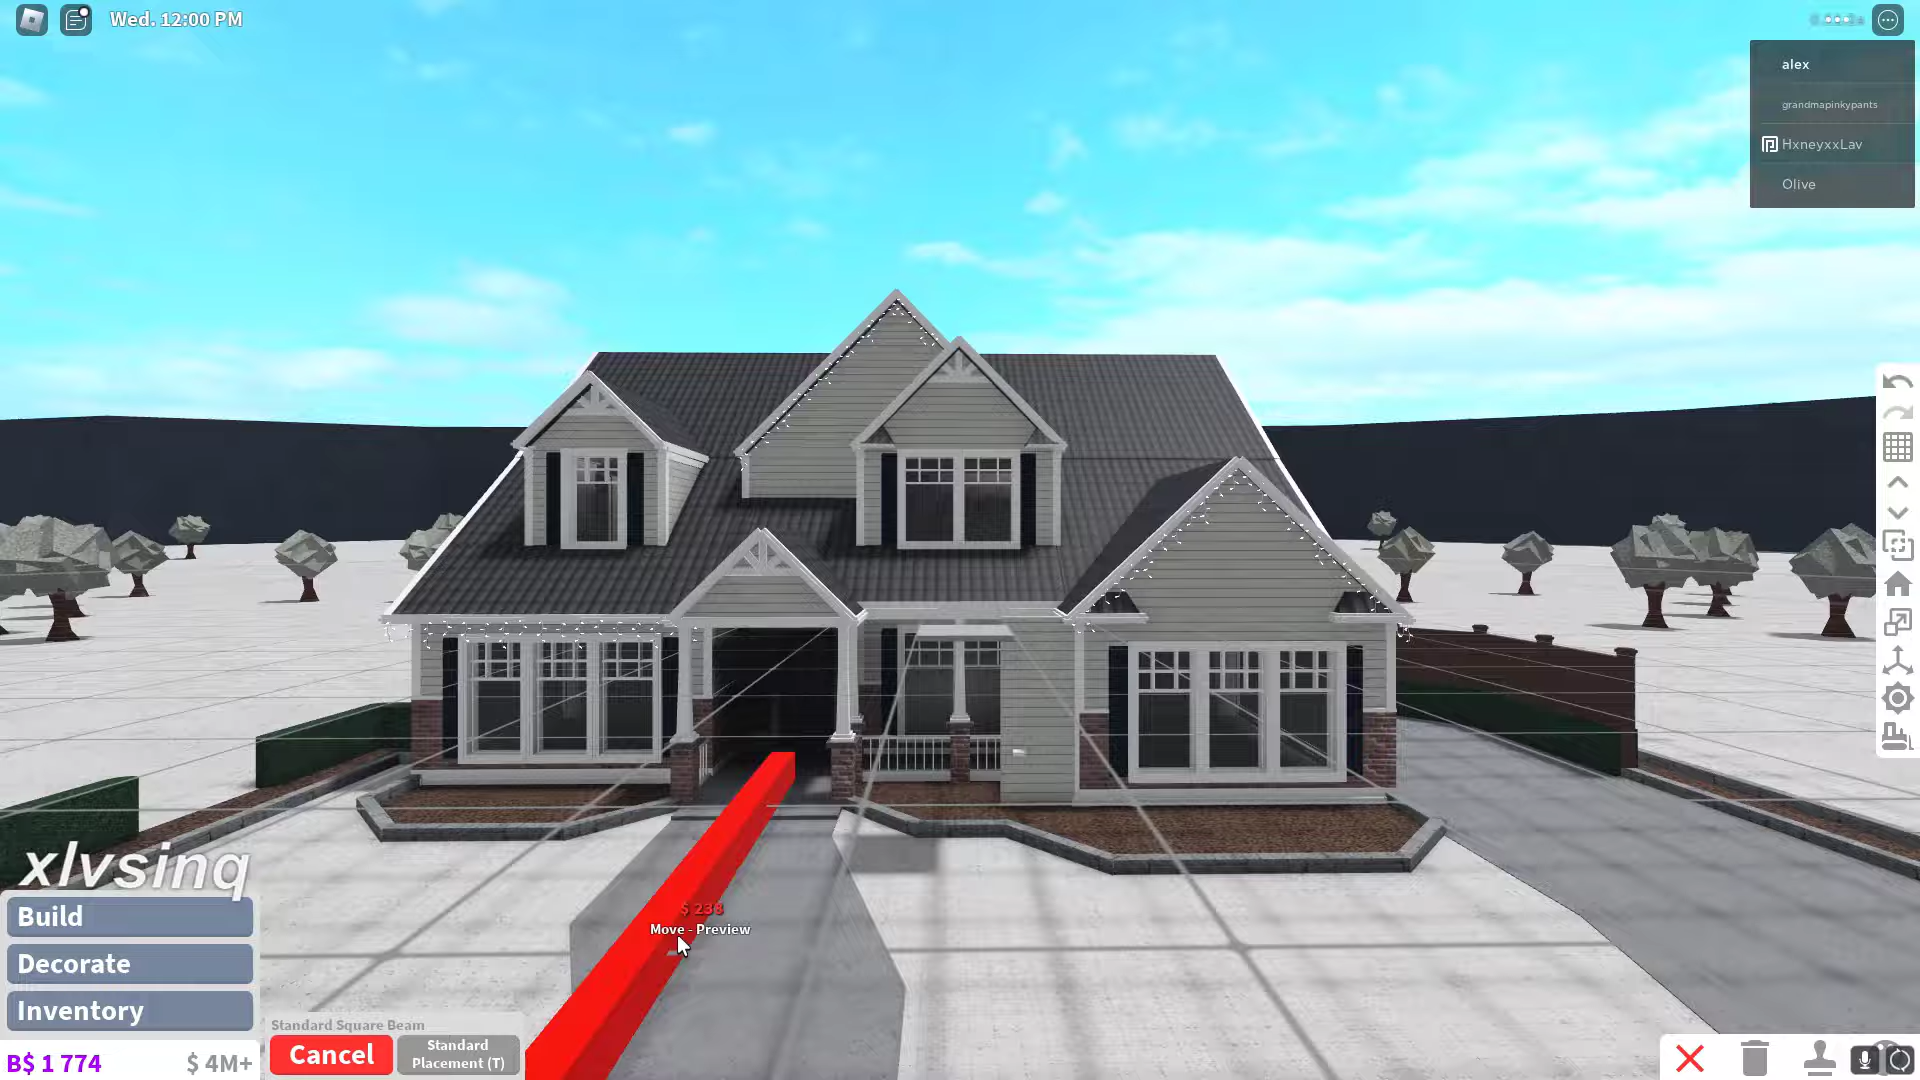 Wed. 12:00 PM
alex
grandmapinkypants
HxneyxxLav
Olive
xlvsinq
Build
Decorate
Inventory
B$ 1 774
$ 4M+
$ 238
Move - Preview
Standard Square Beam
Cancel
Standard
Placement (T)